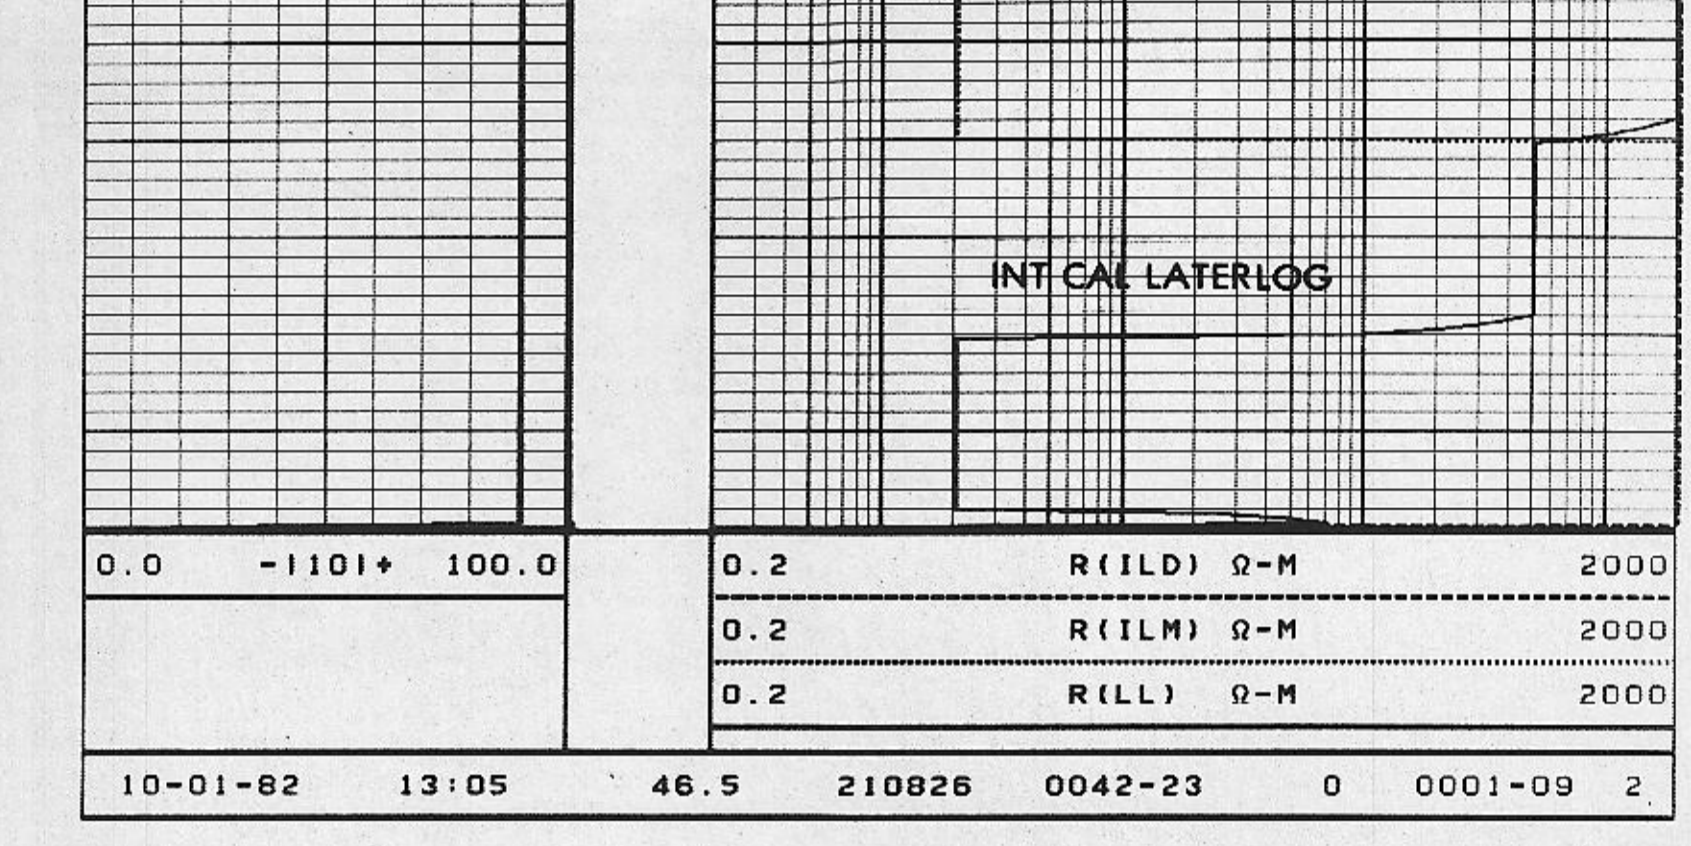 INT CAL LATERLOG
0.0 -|10|+ 100.0
0.2 R(ILD) Ω-M 2000
0.2 R(ILM) Ω-M 2000
0.2 R(LL) Ω-M 2000
10-01-82 13:05 46.5 210826 0042-23 0 0001-09 2